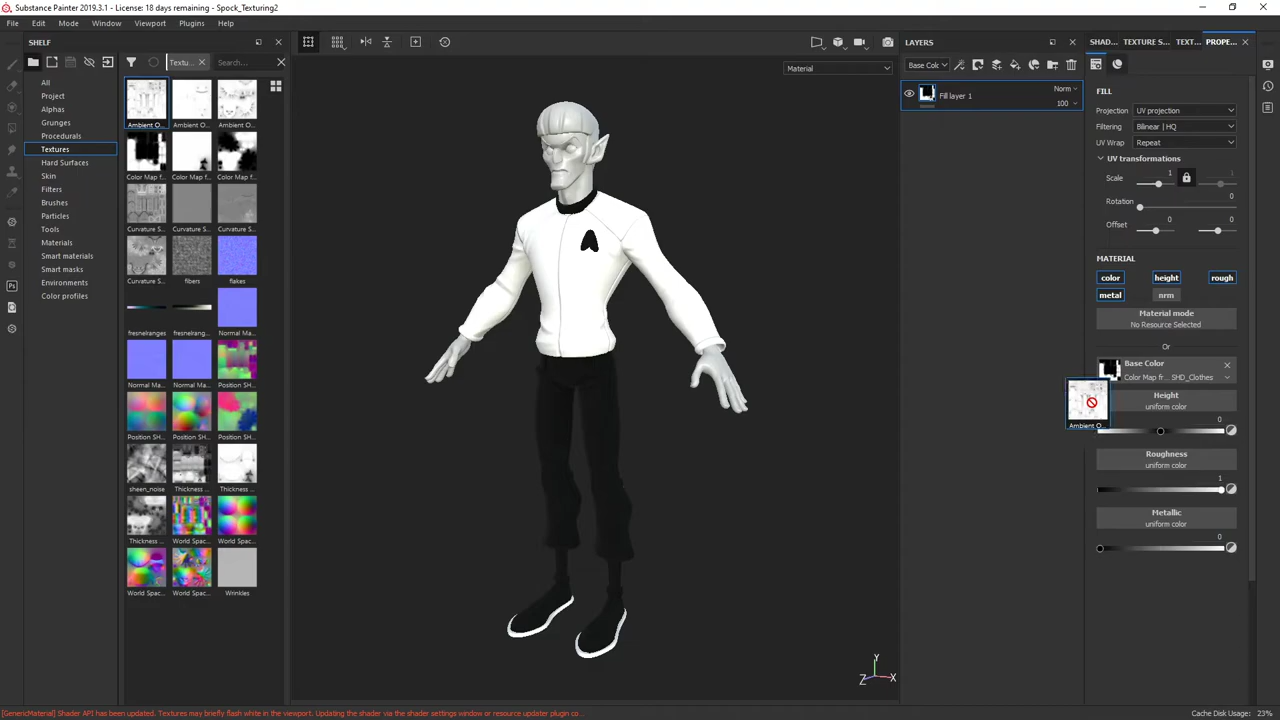 Substance Painter 2019.3.1 - License: 18 days remaining - Spock_Texturing2
File Edit Mode Window Viewport Plugins Help
SHELF
Textu...
Search...
All
Project
Alphas
Grunges
Procedurals
Textures
Hard Surfaces
Skin
Filters
Brushes
Particles
Tools
Materials
Smart materials
Smart masks
Environments
Color profiles
Ps
Ambient O... Ambient O... Ambient O...
Color Map f... Color Map f... Color Map f...
Curvature S... Curvature S... Curvature S...
Curvature S... fibers flakes
fresnelranges fresnelrang... Normal Ma...
Normal Ma... Normal Ma... Position SH...
Position SH... Position SH... Position SH...
sheen_noise Thickness ... Thickness ...
Thickness ... World Spac... World Spac...
World Spac... World Spac... Wrinkles
Material
Y
Z X
LAYERS
Base Colc
Fill layer 1
Norm
100
SHAD... TEXTURE S... TEXT... PROPE...
FILL
Projection UV projection
Filtering Bilinear | HQ
UV Wrap Repeat
UV transformations
Scale 1 1
Rotation 0
Offset 0 0
MATERIAL
color height rough
metal nrm
Material mode
No Resource Selected
Or
Base Color
Color Map fr... SHD_Clothes
Ambient O...
Height
uniform color
0
Roughness
uniform color
1
Metallic
uniform color
0
[GenericMaterial] Shader API has been updated. Textures may briefly flash white in the viewport. Updating the shader via the shader settings window or resource updater plugin co...
Cache Disk Usage: 23%